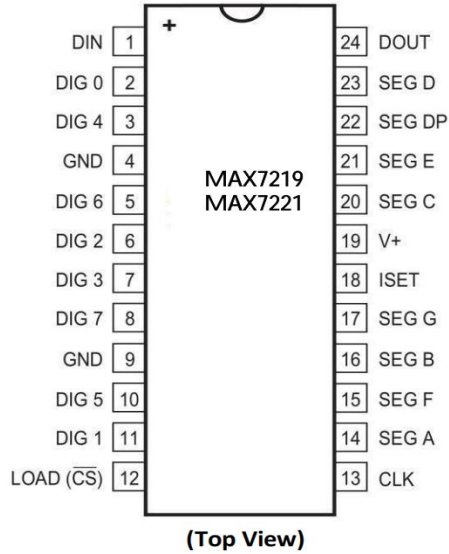 +
DIN 1
DIG 0 2
DIG 4 3
GND 4
DIG 6 5
DIG 2 6
DIG 3 7
DIG 7 8
GND 9
DIG 5 10
DIG 1 11
LOAD (C̅S̅) 12
MAX7219
MAX7221
24 DOUT
23 SEG D
22 SEG DP
21 SEG E
20 SEG C
19 V+
18 ISET
17 SEG G
16 SEG B
15 SEG F
14 SEG A
13 CLK
(Top View)